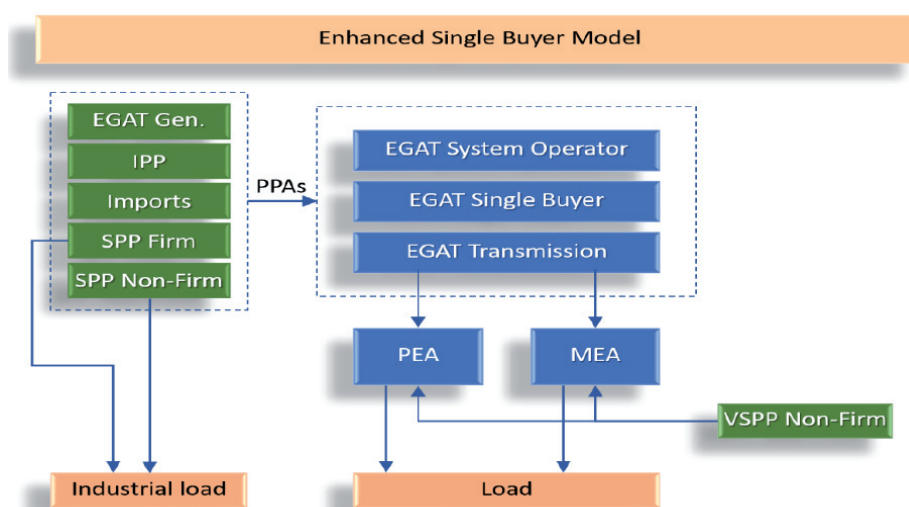 Enhanced Single Buyer Model
EGAT Gen.
IPP
Imports
SPP Firm
SPP Non-Firm
PPAs
EGAT System Operator
EGAT Single Buyer
EGAT Transmission
PEA
MEA
VSPP Non-Firm
Industrial load
Load